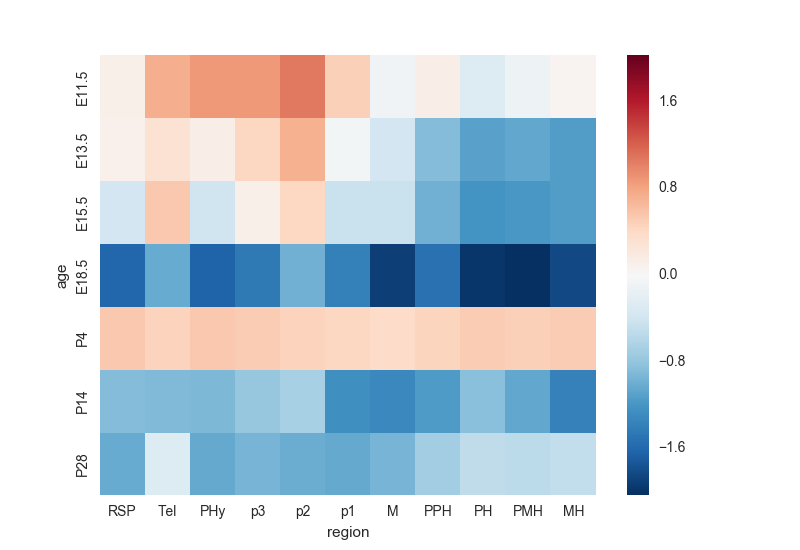 E11.5
E13.5
E15.5
E18.5
P4
P14
P28
age
RSP Tel PHy p3 p2 p1 M PPH PH PMH MH
region
1.6
0.8
0.0
−0.8
−1.6